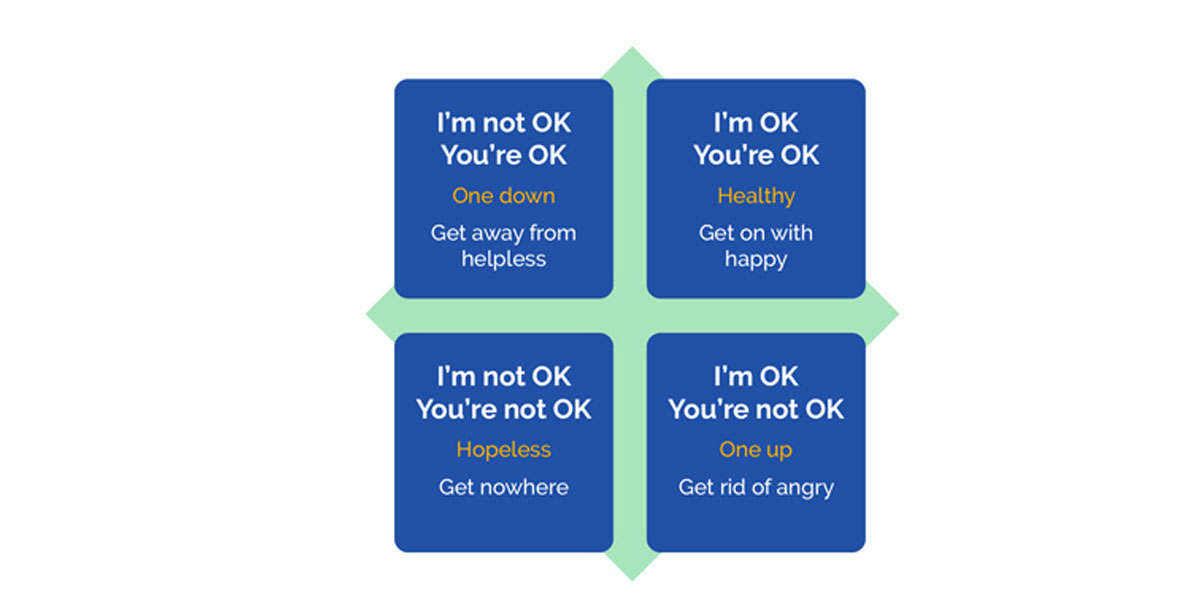 I’m not OK
You’re OK
One down
Get away from
helpless
I’m OK
You’re OK
Healthy
Get on with
happy
I’m not OK
You’re not OK
Hopeless
Get nowhere
I’m OK
You’re not OK
One up
Get rid of angry